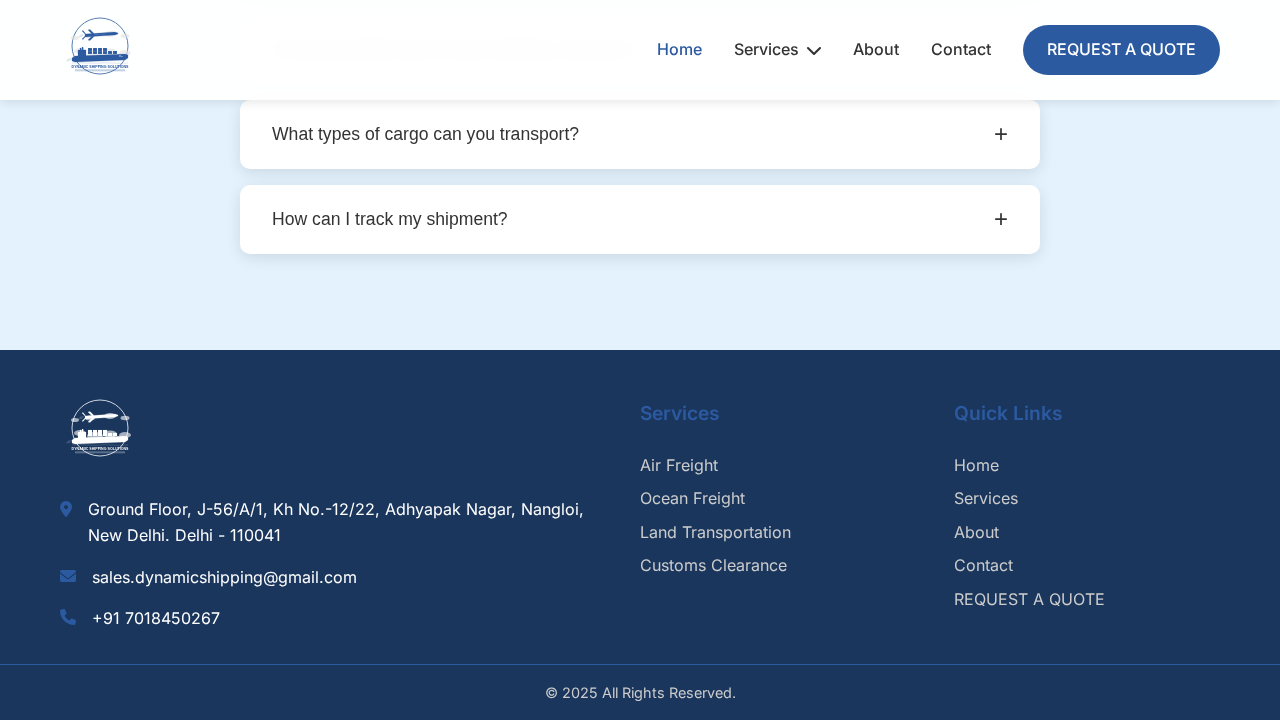 DYNAMIC SHIPPING SOLUTIONS
Home
Services
About
Contact
REQUEST A QUOTE
What types of cargo can you transport?
+
How can I track my shipment?
+
DYNAMIC SHIPPING SOLUTIONS
Ground Floor, J-56/A/1, Kh No.-12/22, Adhyapak Nagar, Nangloi,
New Delhi. Delhi - 110041
sales.dynamicshipping@gmail.com
+91 7018450267
Services
Air Freight
Ocean Freight
Land Transportation
Customs Clearance
Quick Links
Home
Services
About
Contact
REQUEST A QUOTE
© 2025 All Rights Reserved.